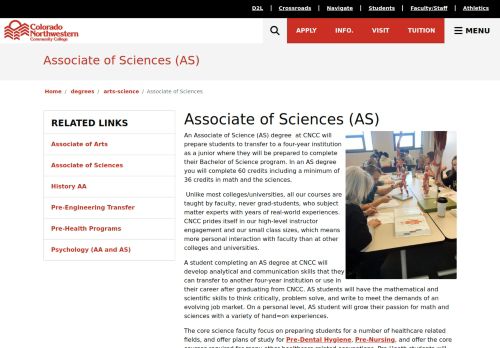 D2L | Crossroads | Navigate | Students | Faculty/Staff | Athletics
Colorado
Northwestern
Community College
APPLY INFO. VISIT TUITION MENU
Associate of Sciences (AS)
Home / degrees / arts-science / Associate of Sciences
RELATED LINKS
Associate of Arts
Associate of Sciences
History AA
Pre-Engineering Transfer
Pre-Health Programs
Psychology (AA and AS)
Associate of Sciences (AS)
An Associate of Science (AS) degree at CNCC will
prepare students to transfer to a four-year institution
as a junior where they will be prepared to complete
their Bachelor of Science program. In an AS degree
you will complete 60 credits including a minimum of
36 credits in math and the sciences.
Unlike most colleges/universities, all our courses are
taught by faculty, never grad-students, who subject
matter experts with years of real-world experiences.
CNCC prides itself in our high-level instructor
engagement and our small class sizes, which means
more personal interaction with faculty than at other
colleges and universities.
A student completing an AS degree at CNCC will
develop analytical and communication skills that they
can transfer to another four-year institution or use in
their career after graduating from CNCC. AS students will have the mathematical and
scientific skills to think critically, problem solve, and write to meet the demands of an
evolving job market. On a personal level, AS student will grow their passion for math and
sciences with a variety of hand=on experiences.
The core science faculty focus on preparing students for a number of healthcare related
fields, and offer plans of study for Pre-Dental Hygiene, Pre-Nursing, and offer the core